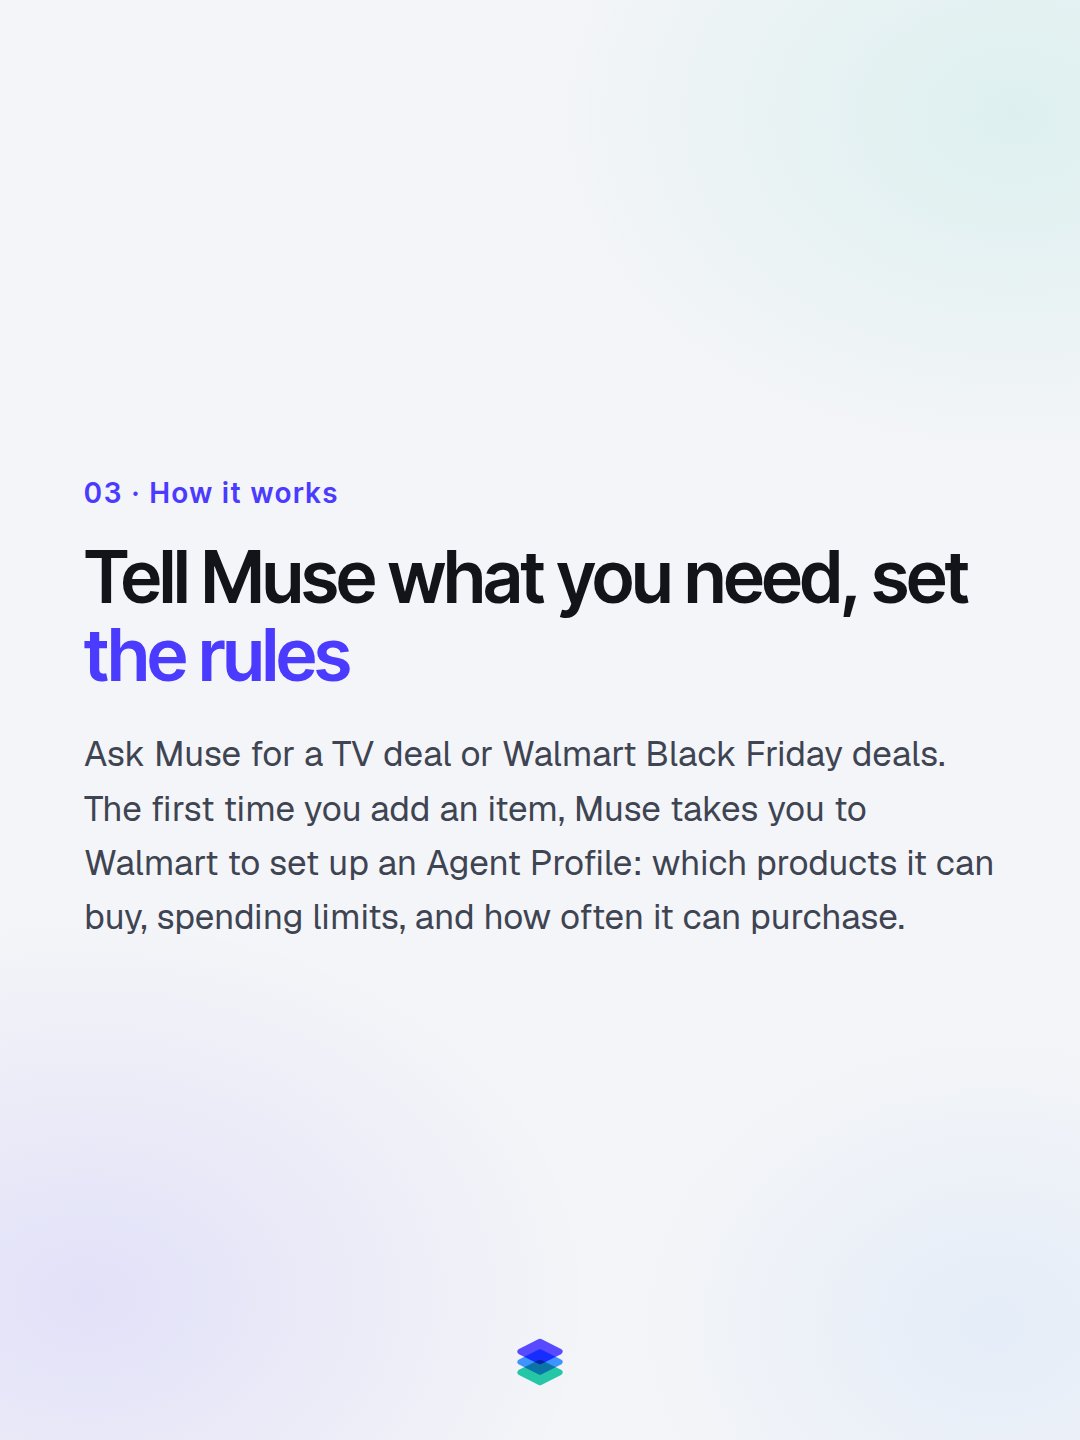 03 · How it works
Tell Muse what you need, set
the rules
Ask Muse for a TV deal or Walmart Black Friday deals.
The first time you add an item, Muse takes you to
Walmart to set up an Agent Profile: which products it can
buy, spending limits, and how often it can purchase.